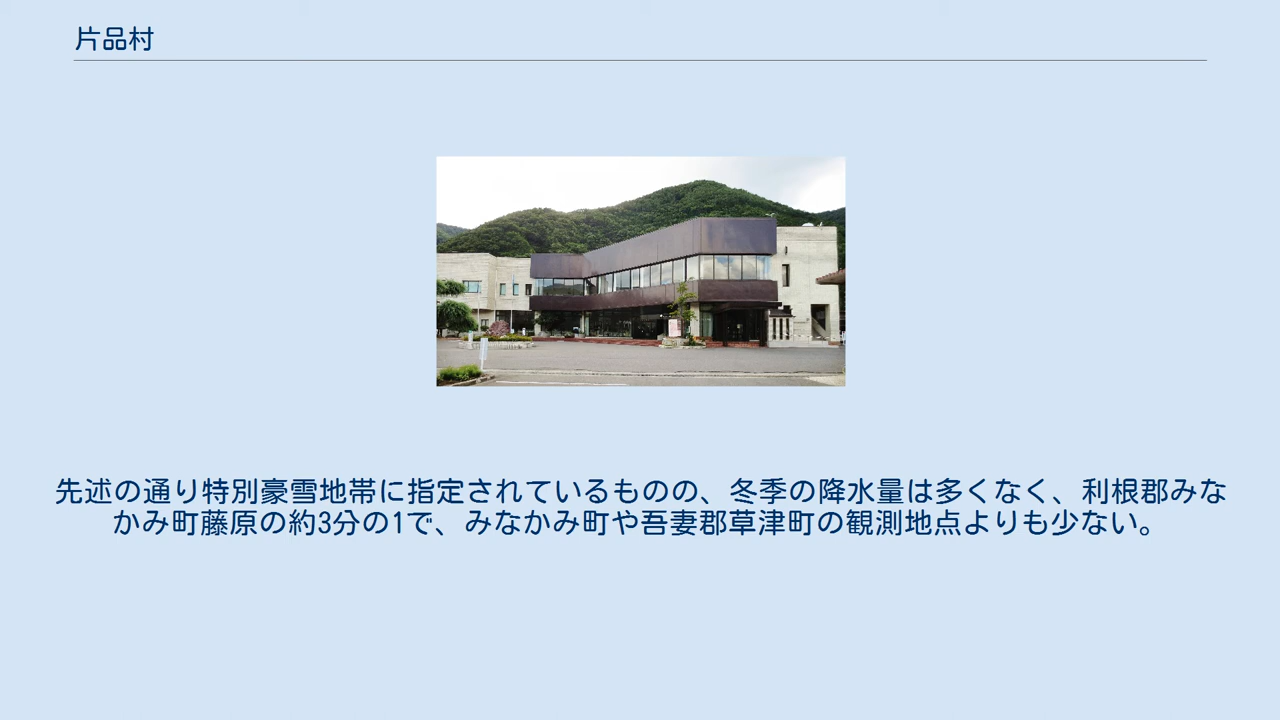 片品村
先述の通り特別豪雪地帯に指定されているものの、冬季の降水量は多くなく、利根郡みな
かみ町藤原の約3分の1で、みなかみ町や吾妻郡草津町の観測地点よりも少ない。